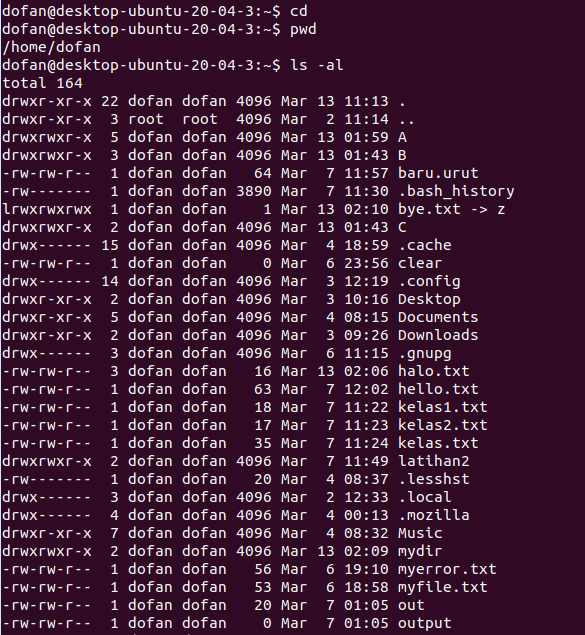 dofan@desktop-ubuntu-20-04-3:~$ cd
dofan@desktop-ubuntu-20-04-3:~$ pwd
/home/dofan
dofan@desktop-ubuntu-20-04-3:~$ ls -al
total 164
drwxr-xr-x 22 dofan dofan 4096 Mar 13 11:13 .
drwxr-xr-x  3 root  root  4096 Mar  2 11:14 ..
drwxrwxr-x  5 dofan dofan 4096 Mar 13 01:59 A
drwxrwxr-x  3 dofan dofan 4096 Mar 13 01:43 B
-rw-rw-r--  1 dofan dofan   64 Mar  7 11:57 baru.urut
-rw-------  1 dofan dofan 3890 Mar  7 11:30 .bash_history
lrwxrwxrwx  1 dofan dofan    1 Mar 13 02:10 bye.txt -> z
drwxrwxr-x  2 dofan dofan 4096 Mar 13 01:43 C
drwx------ 15 dofan dofan 4096 Mar  4 18:59 .cache
-rw-rw-r--  1 dofan dofan    0 Mar  6 23:56 clear
drwx------ 14 dofan dofan 4096 Mar  3 12:19 .config
drwxr-xr-x  2 dofan dofan 4096 Mar  3 10:16 Desktop
drwxr-xr-x  5 dofan dofan 4096 Mar  4 08:15 Documents
drwxr-xr-x  2 dofan dofan 4096 Mar  3 09:26 Downloads
drwx------  3 dofan dofan 4096 Mar  6 11:15 .gnupg
-rw-rw-r--  3 dofan dofan   16 Mar 13 02:06 halo.txt
-rw-rw-r--  1 dofan dofan   63 Mar  7 12:02 hello.txt
-rw-rw-r--  1 dofan dofan   18 Mar  7 11:22 kelas1.txt
-rw-rw-r--  1 dofan dofan   17 Mar  7 11:23 kelas2.txt
-rw-rw-r--  1 dofan dofan   35 Mar  7 11:24 kelas.txt
drwxrwxr-x  2 dofan dofan 4096 Mar  7 11:49 latihan2
-rw-------  1 dofan dofan   20 Mar  4 08:37 .lesshst
drwx------  3 dofan dofan 4096 Mar  2 12:33 .local
drwx------  4 dofan dofan 4096 Mar  4 00:13 .mozilla
drwxr-xr-x  7 dofan dofan 4096 Mar  4 08:32 Music
drwxrwxr-x  2 dofan dofan 4096 Mar 13 02:09 mydir
-rw-rw-r--  1 dofan dofan   56 Mar  6 19:10 myerror.txt
-rw-rw-r--  1 dofan dofan   53 Mar  6 18:58 myfile.txt
-rw-rw-r--  1 dofan dofan   20 Mar  7 01:05 out
-rw-rw-r--  1 dofan dofan    0 Mar  7 01:05 output